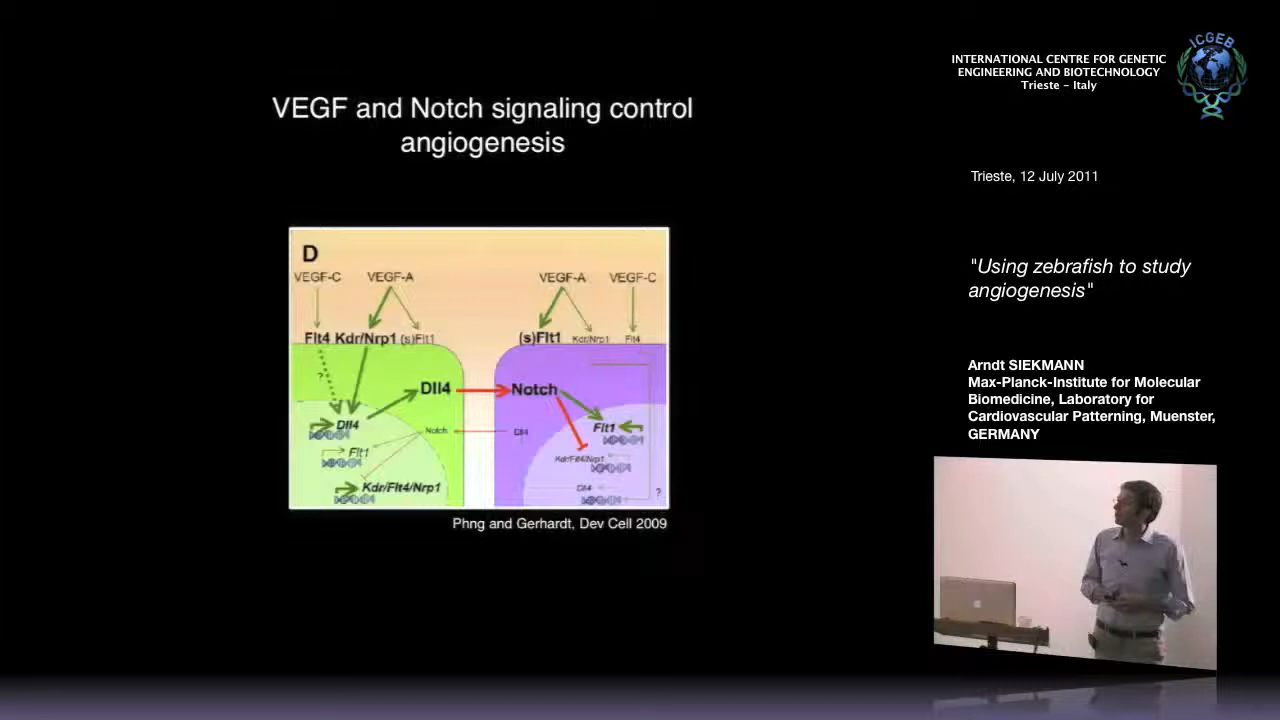 VEGF and Notch signaling control
angiogenesis
D
VEGF-C VEGF-A
VEGF-A VEGF-C
Flt4 Kdr/Nrp1 (s)Flt1
(s)Flt1 Kdr/Nrp1 Flt4
?
Dll4 Notch
Dll4
Flt1
Notch
Dll4
Flt1
Kdr/Flt4/Nrp1
Kdr/Flt4/Nrp1
Dll4
?
Phng and Gerhardt, Dev Cell 2009
ICGEB
INTERNATIONAL CENTRE FOR GENETIC
ENGINEERING AND BIOTECHNOLOGY
Trieste - Italy
Trieste, 12 July 2011
"Using zebrafish to study
angiogenesis"
Arndt SIEKMANN
Max-Planck-Institute for Molecular
Biomedicine, Laboratory for
Cardiovascular Patterning, Muenster,
GERMANY